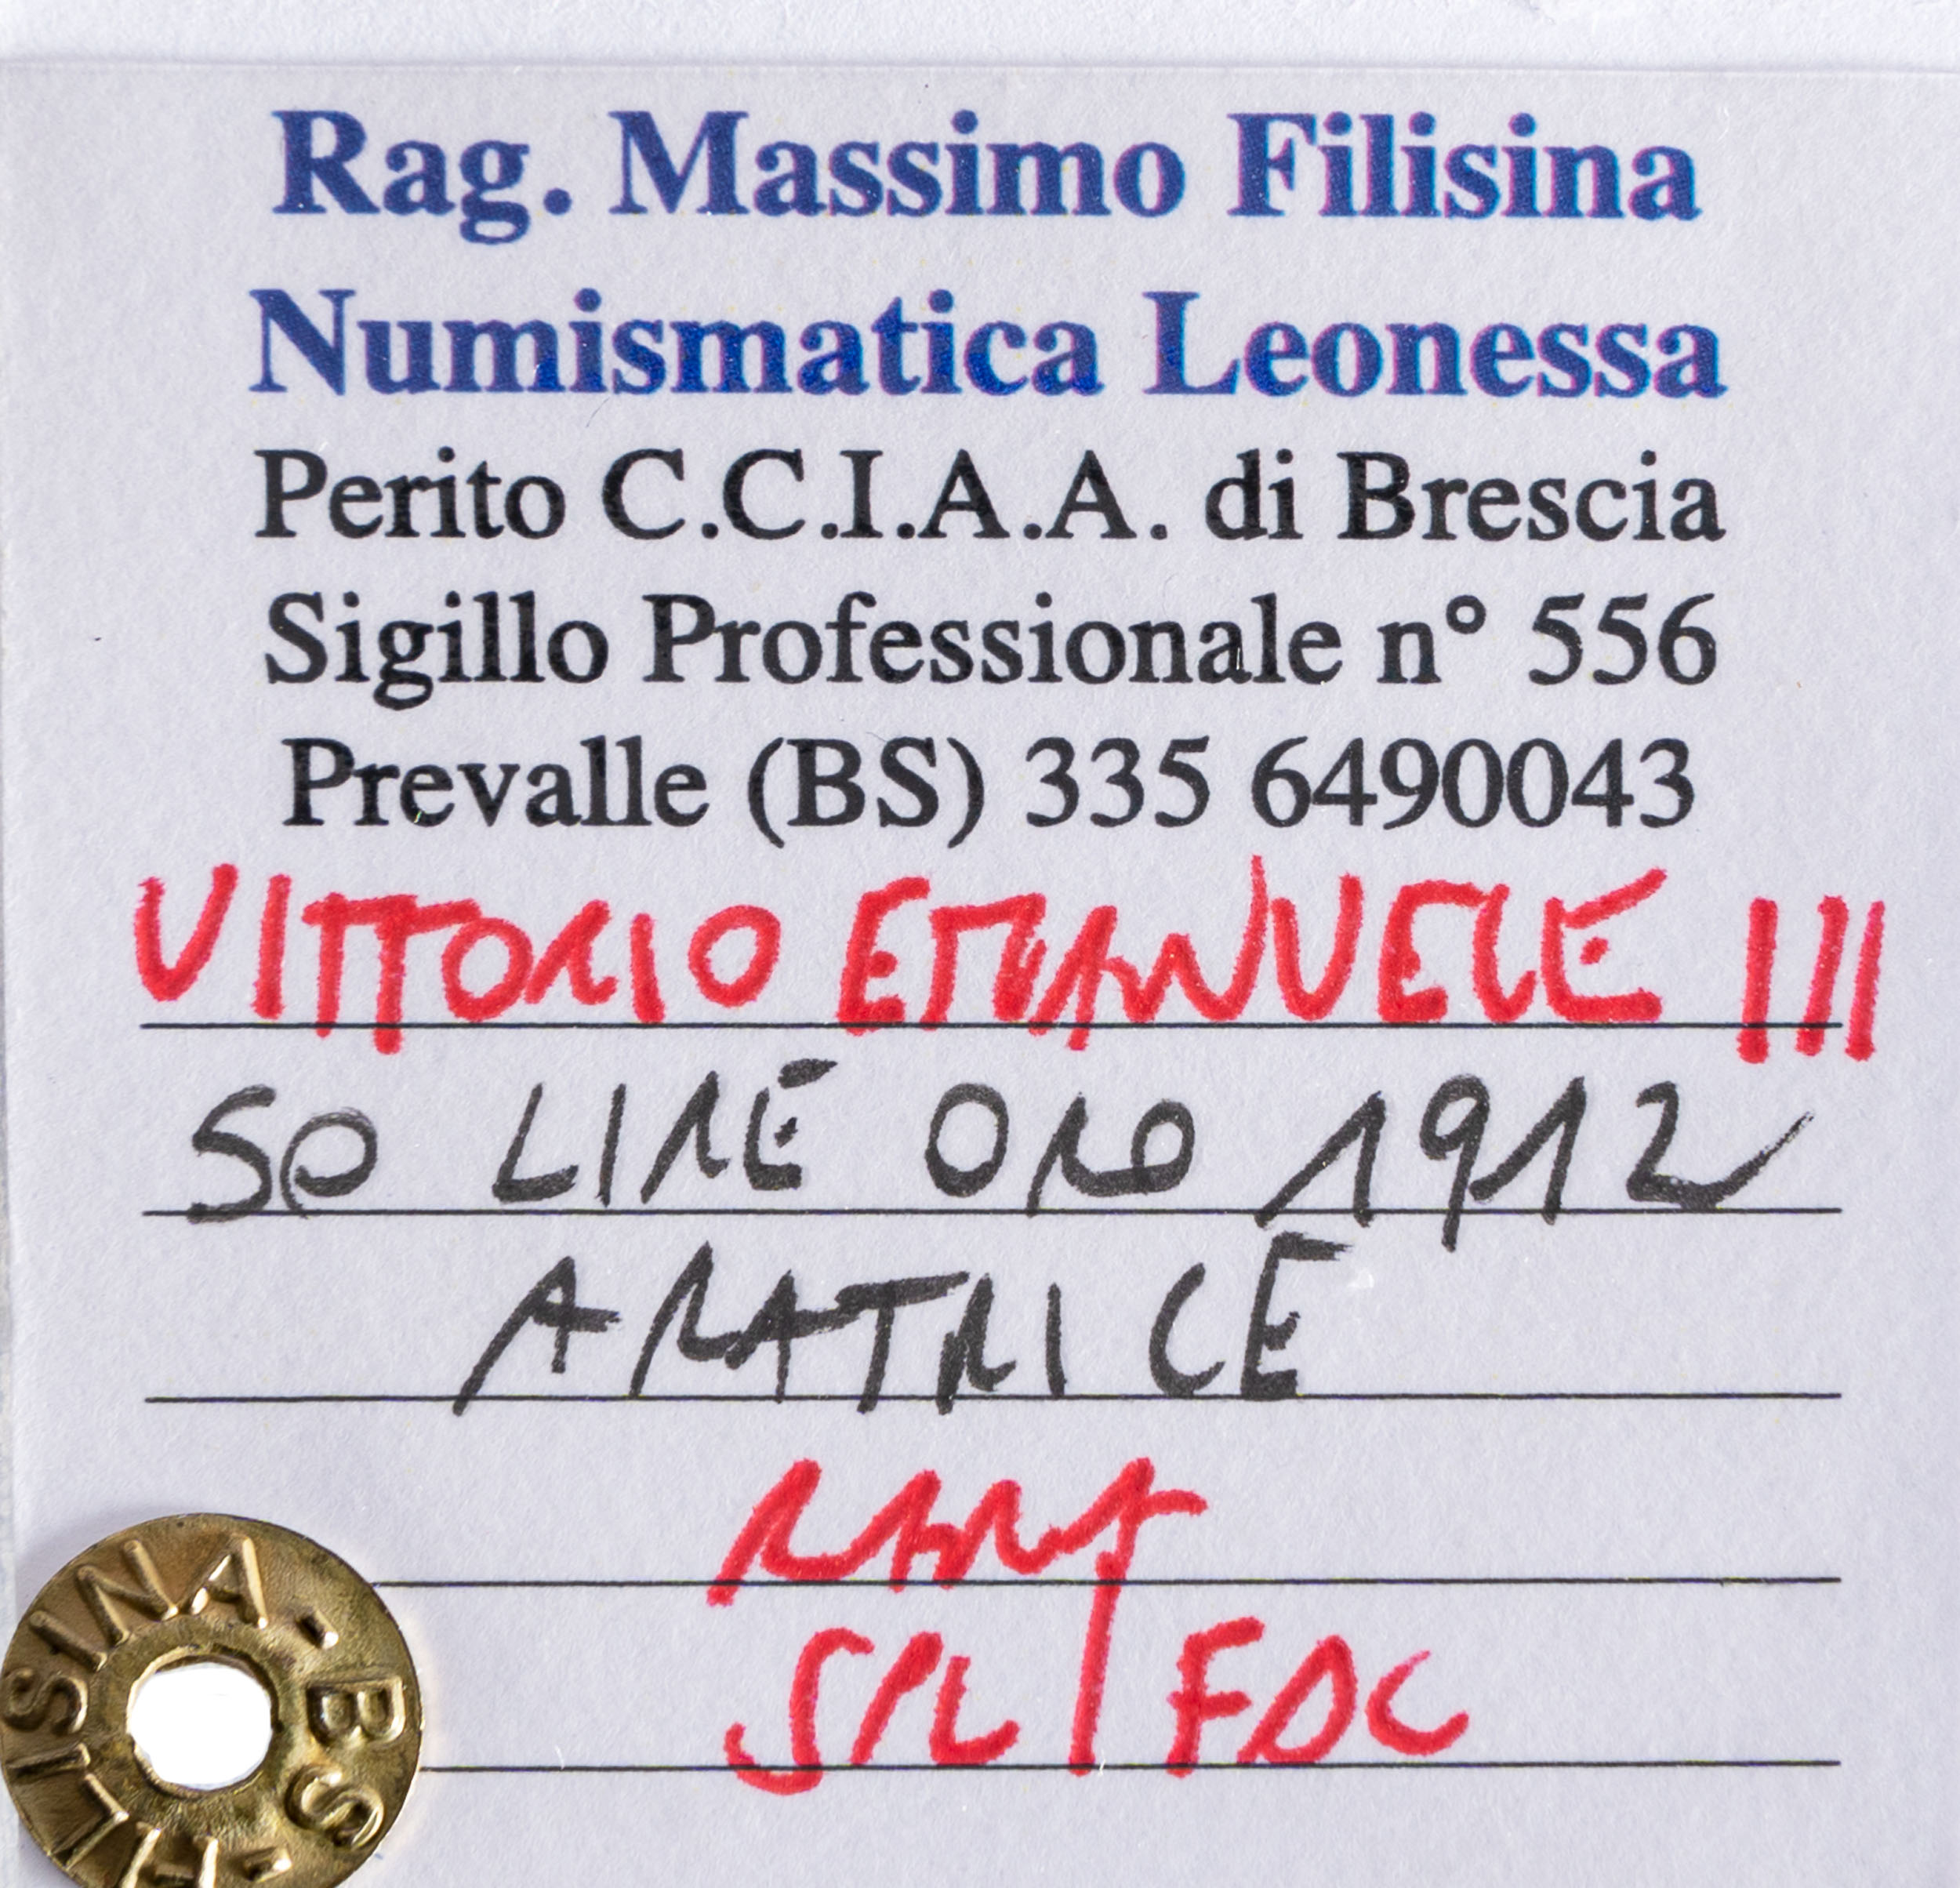 Rag. Massimo Filisina
Numismatica Leonessa
Perito C.C.I.A.A. di Brescia
Sigillo Professionale n° 556
Prevalle (BS) 335 6490043
VITTORIO EMANUELE III
50 LIRE ORO 1912
ARATRICE
RARA
SPL/FDC
FILISINA · BS ·